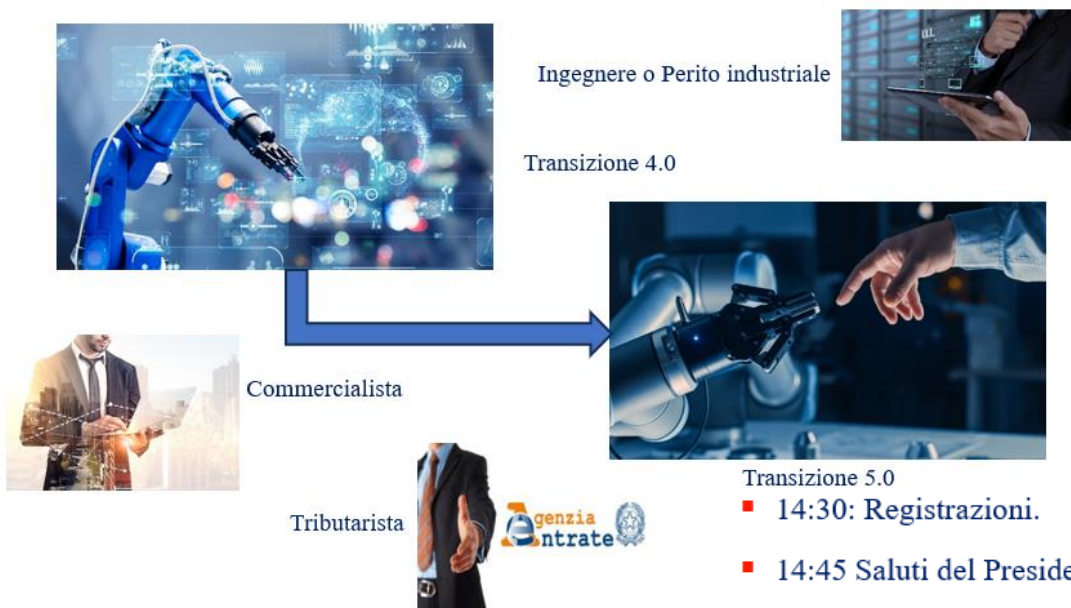 Ingegnere o Perito industriale
Transizione 4.0
Commercialista
Transizione 5.0
Tributarista
Agenzia
Entrate
14:30: Registrazioni.
14:45 Saluti del Preside